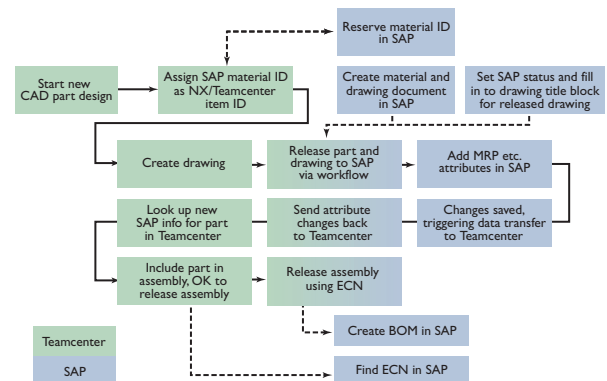 Reserve material ID
in SAP
Start new
CAD part design
Assign SAP material ID
as NX/Teamcenter
item ID
Create material and
drawing document
in SAP
Set SAP status and fill
in to drawing title block
for released drawing
Create drawing
Release part and
drawing to SAP
via workflow
Add MRP etc.
attributes in SAP
Look up new
SAP info for part
in Teamcenter
Send attribute
changes back
to Teamcenter
Changes saved,
triggering data transfer
to Teamcenter
Include part in
assembly, OK to
release assembly
Release assembly
using ECN
Create BOM in SAP
Teamcenter
SAP
Find ECN in SAP